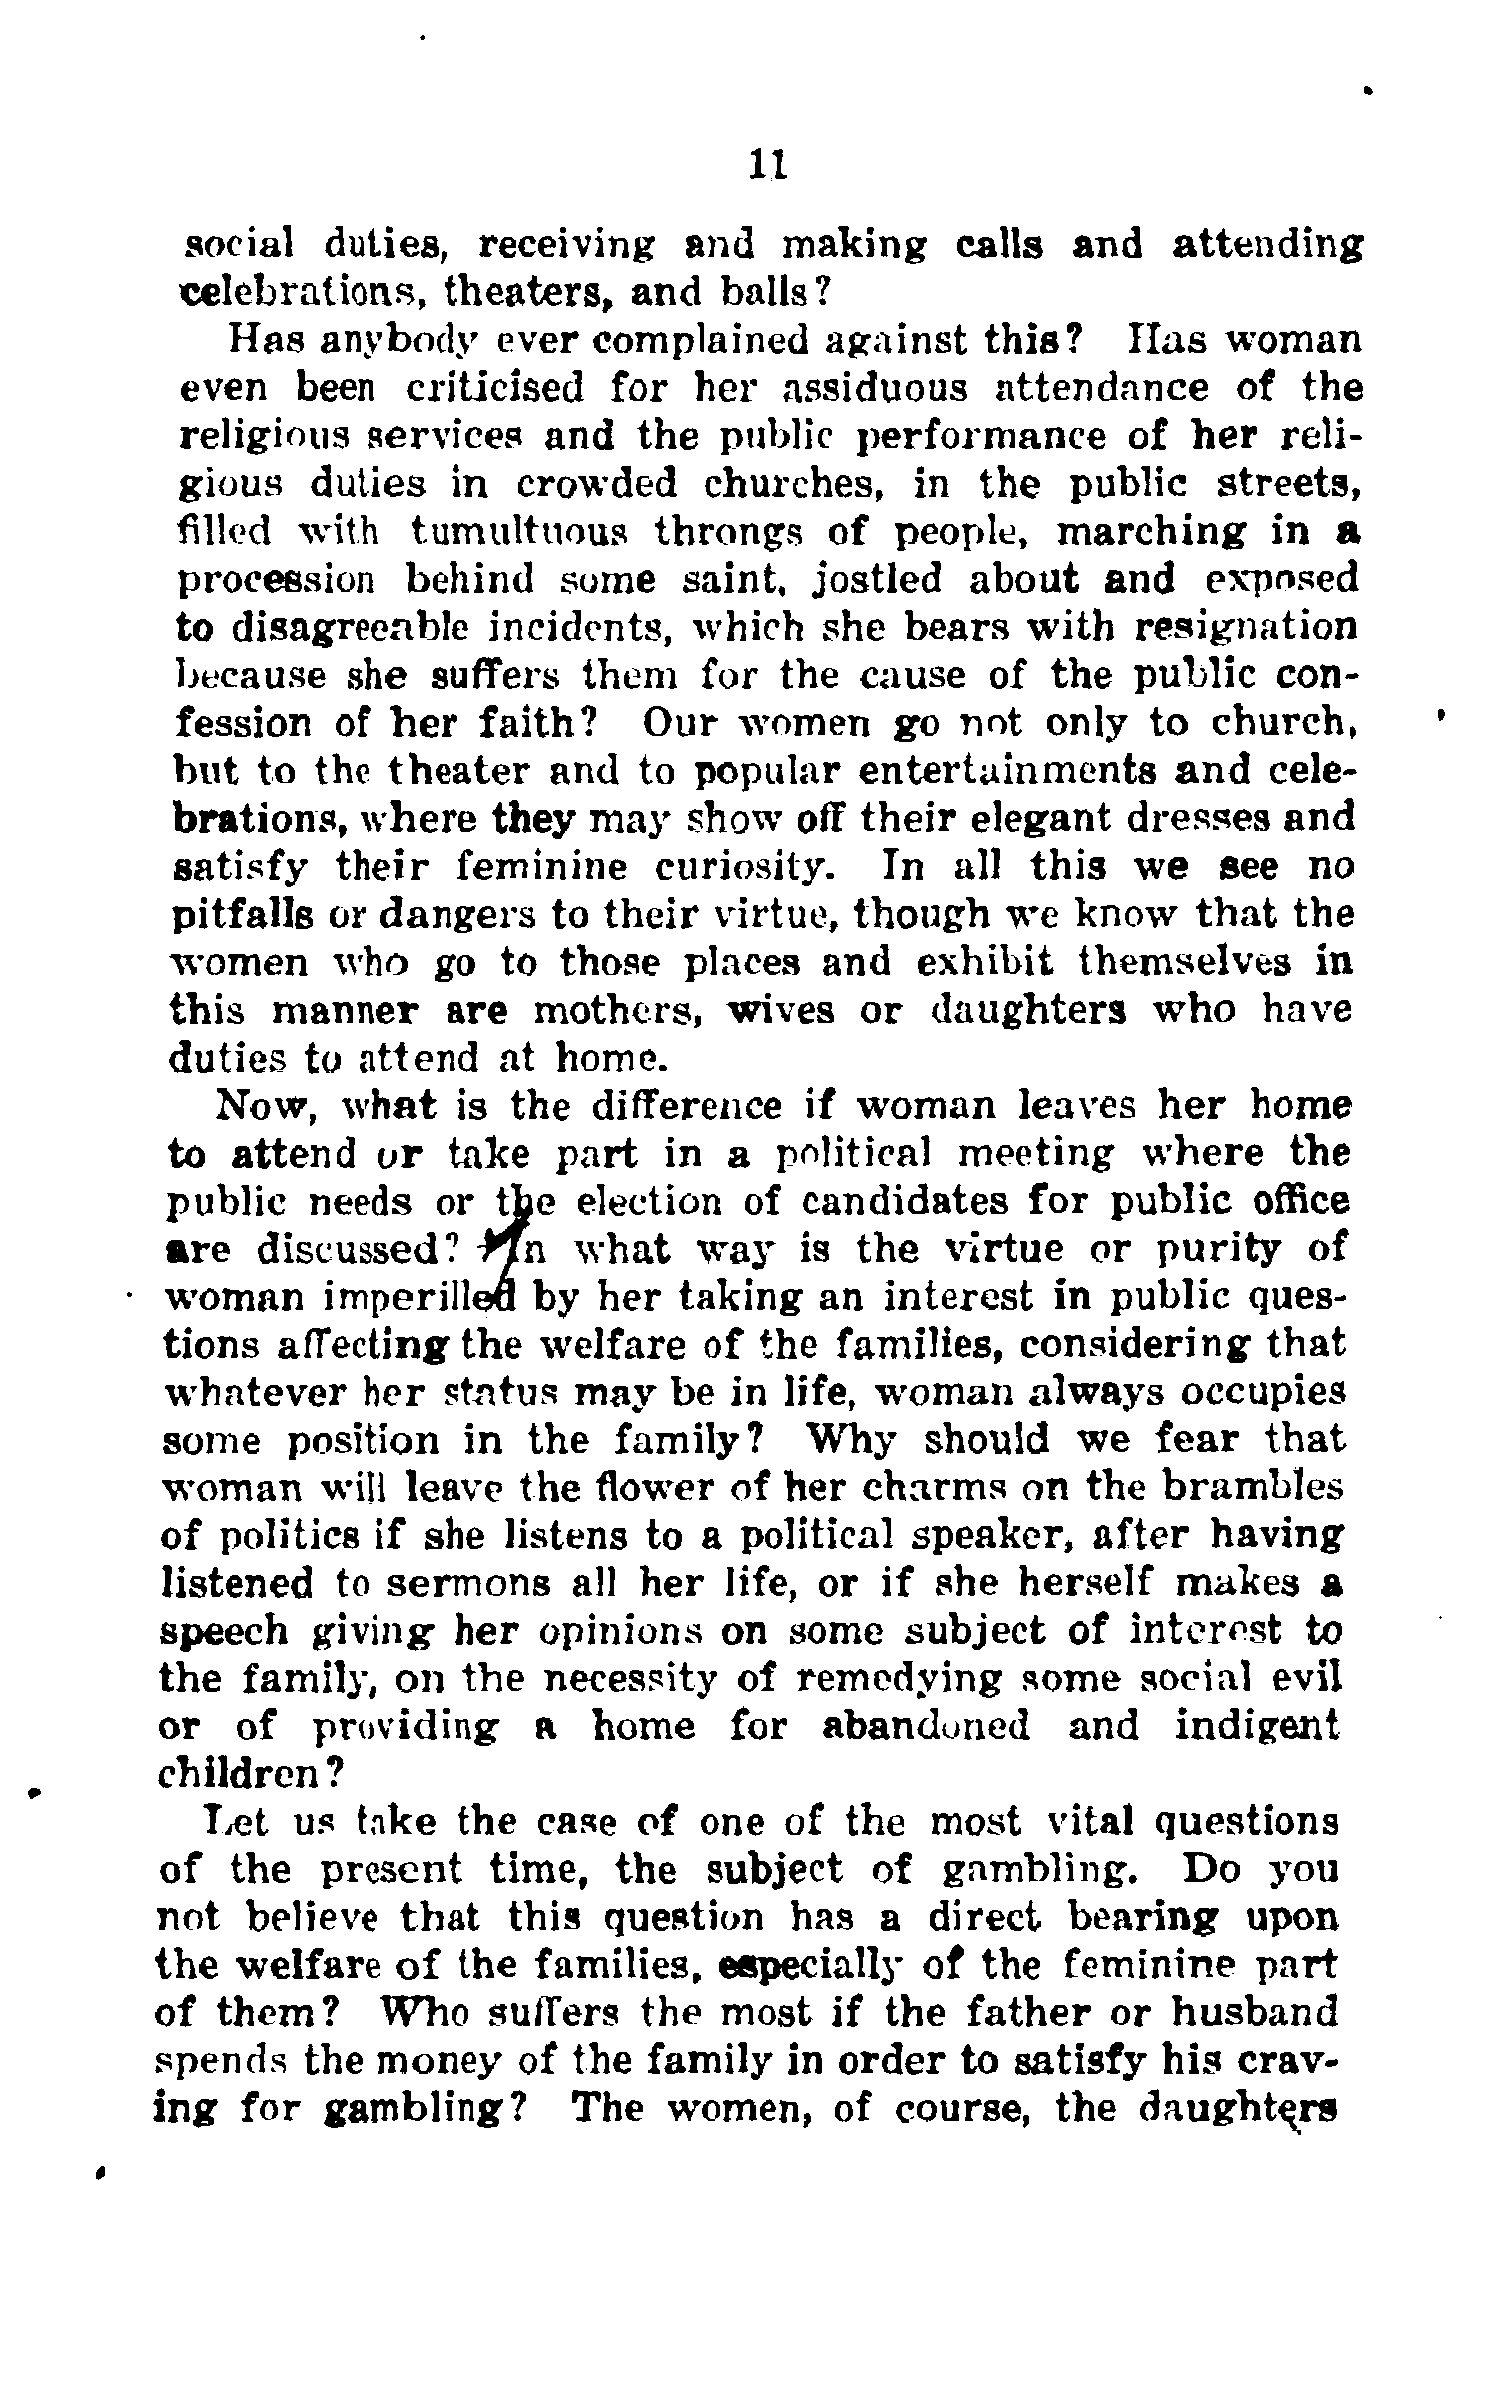 11
social duties, receiving and making calls and attending
celebrations, theaters, and balls?
Has anybody ever complained against this? Has woman
even been criticised for her assiduous attendance of the
religious services and the public performance of her reli-
gious duties in crowded churches, in the public streets,
filled with tumultuous throngs of people, marching in a
procession behind some saint, jostled about and exposed
to disagreeable incidents, which she bears with resignation
because she suffers them for the cause of the public con-
fession of her faith? Our women go not only to church,
but to the theater and to popular entertainments and cele-
brations, where they may show off their elegant dresses and
satisfy their feminine curiosity. In all this we see no
pitfalls or dangers to their virtue, though we know that the
women who go to those places and exhibit themselves in
this manner are mothers, wives or daughters who have
duties to attend at home.
Now, what is the difference if woman leaves her home
to attend or take part in a political meeting where the
public needs or the election of candidates for public office
are discussed? In what way is the virtue or purity of
woman imperilled by her taking an interest in public ques-
tions affecting the welfare of the families, considering that
whatever her status may be in life, woman always occupies
some position in the family? Why should we fear that
woman will leave the flower of her charms on the brambles
of politics if she listens to a political speaker, after having
listened to sermons all her life, or if she herself makes a
speech giving her opinions on some subject of interest to
the family, on the necessity of remedying some social evil
or of providing a home for abandoned and indigent
children?
Let us take the case of one of the most vital questions
of the present time, the subject of gambling. Do you
not believe that this question has a direct bearing upon
the welfare of the families, especially of the feminine part
of them? Who suffers the most if the father or husband
spends the money of the family in order to satisfy his crav-
ing for gambling? The women, of course, the daughters